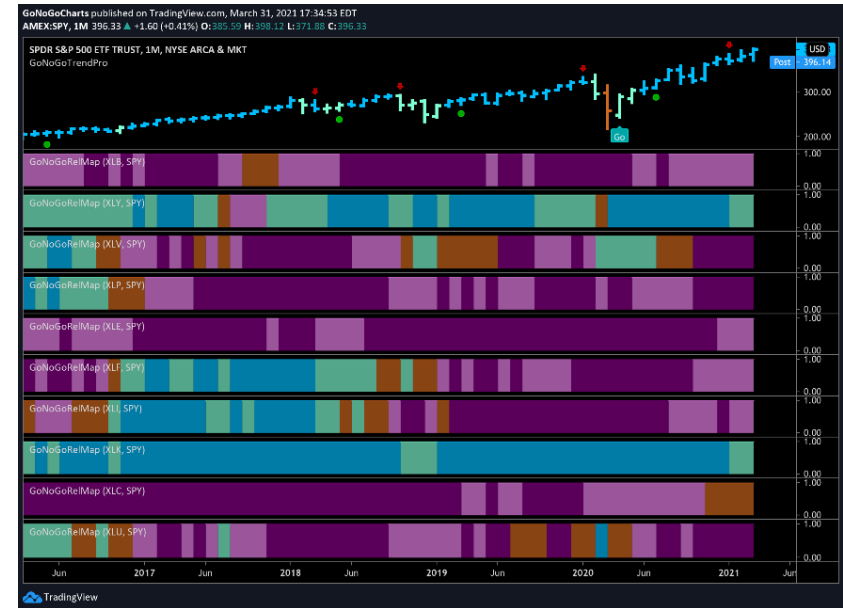 GoNoGoCharts published on TradingView.com, March 31, 2021 17:34:53 EDT
AMEX:SPY, 1M 396.33 ▲ +1.60 (+0.41%) O:385.59 H:398.12 L:371.88 C:396.33
SPDR S&P 500 ETF TRUST, 1M, NYSE ARCA & MKT
USD
GoNoGoTrendPro
Post 396.14
300.00
Go
200.00
GoNoGoRelMap (XLB, SPY)
1.00
0.00
GoNoGoRelMap (XLY, SPY)
1.00
0.00
GoNoGoRelMap (XLV, SPY)
1.00
0.00
GoNoGoRelMap (XLP, SPY)
1.00
0.00
GoNoGoRelMap (XLE, SPY)
1.00
0.00
GoNoGoRelMap (XLF, SPY)
1.00
0.00
GoNoGoRelMap (XLI, SPY)
1.00
0.00
GoNoGoRelMap (XLK, SPY)
1.00
0.00
GoNoGoRelMap (XLC, SPY)
1.00
0.00
GoNoGoRelMap (XLU, SPY)
1.00
0.00
Jun 2017 Jun 2018 Jun 2019 Jun 2020 Jun 2021 Jun
TradingView